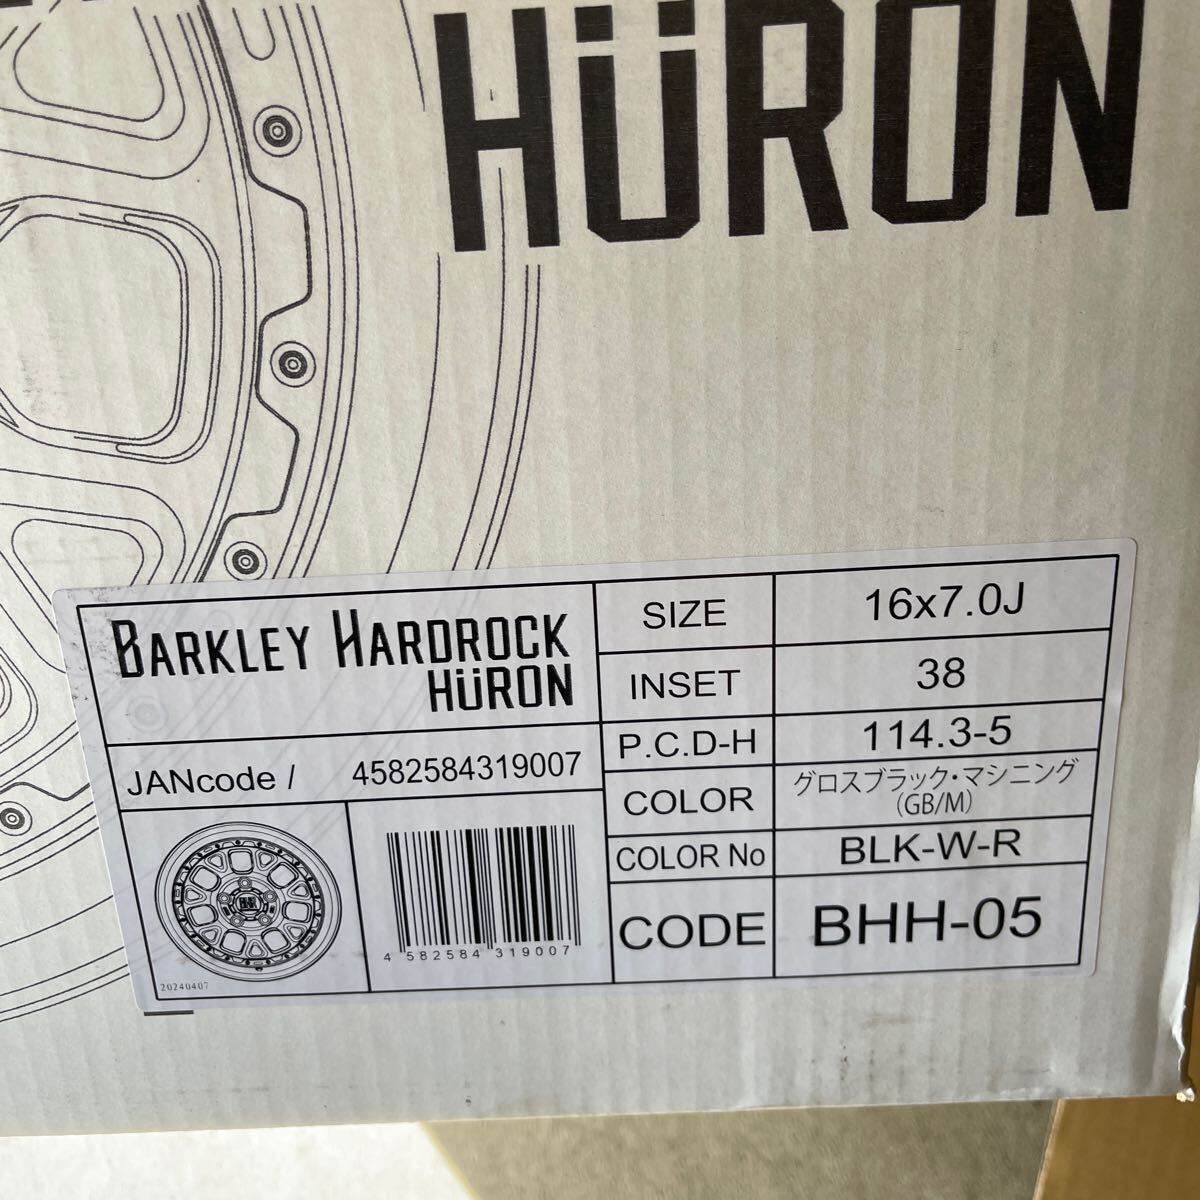 HüRON
BARKLEY HARDROCK
HüRON
JANcode / 4582584319007
20240407
4 582584 319007
SIZE 16x7.0J
INSET 38
P.C.D-H 114.3-5
COLOR グロスブラック・マシニング
(GB/M)
COLOR No BLK-W-R
CODE BHH-05